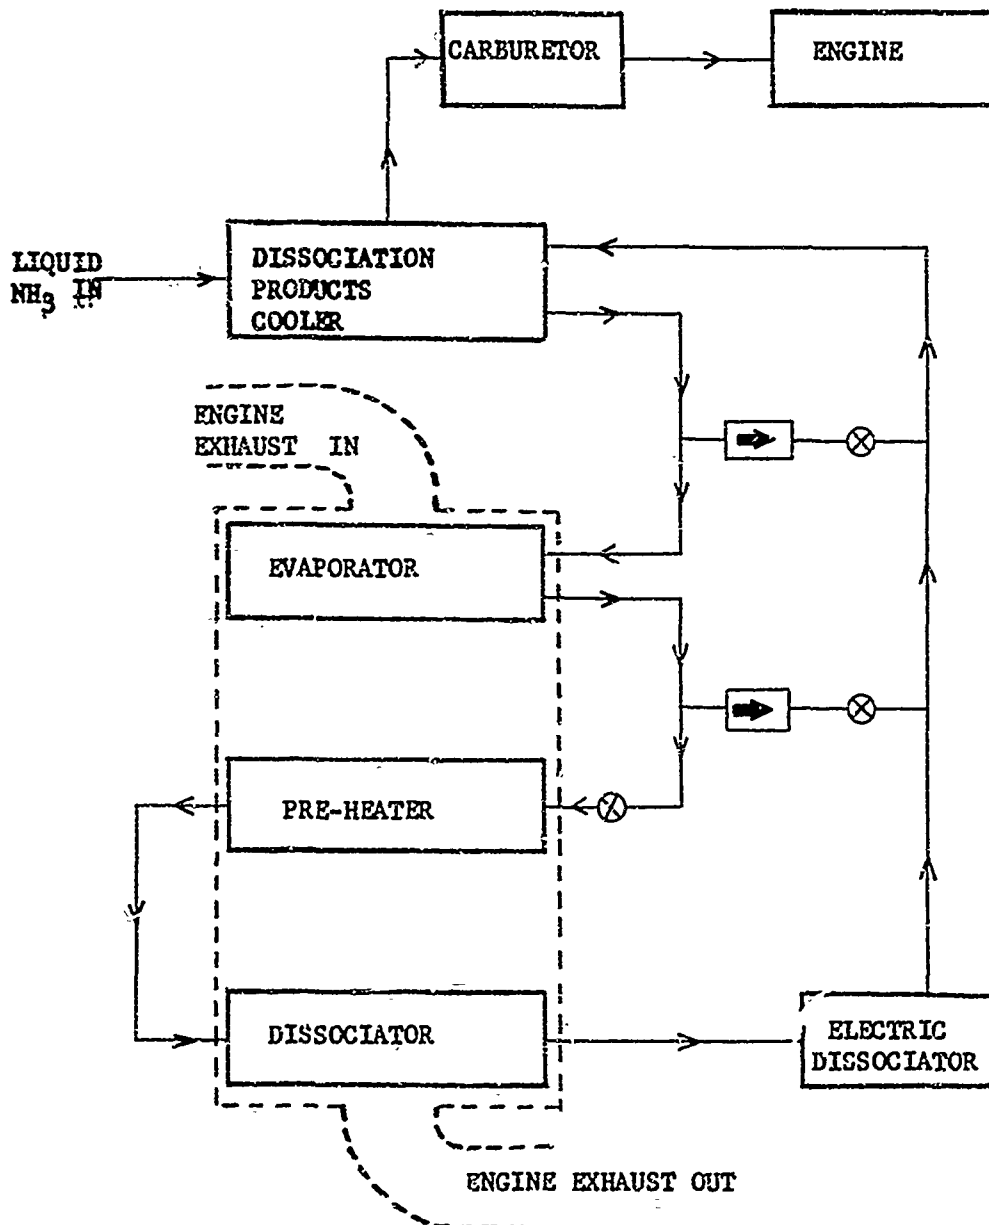 CARBURETOR
ENGINE
LIQUID
NH3 IN
DISSOCIATION
PRODUCTS
COOLER
ENGINE
EXHAUST IN
EVAPORATOR
PRE-HEATER
DISSOCIATOR
ELECTRIC
DISSOCIATOR
ENGINE EXHAUST OUT